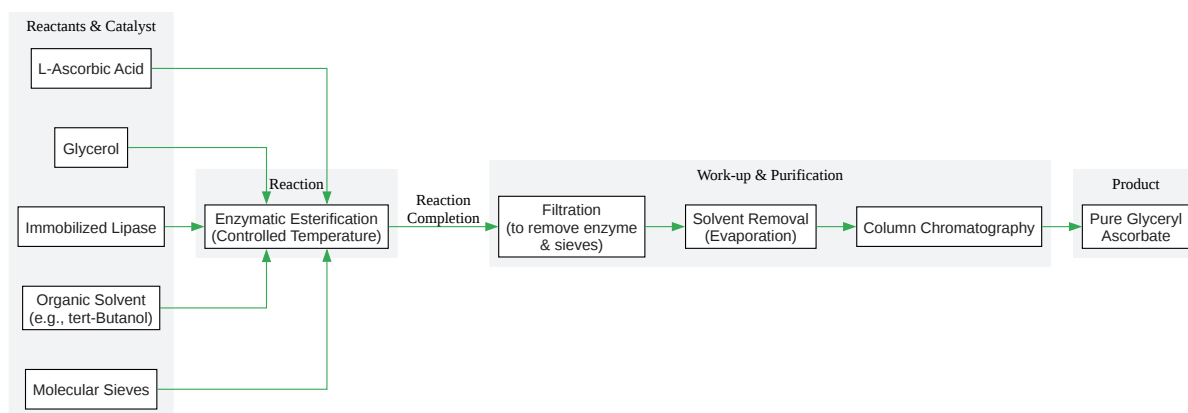 Reactants & Catalyst
L-Ascorbic Acid
Glycerol
Immobilized Lipase
Organic Solvent
(e.g., tert-Butanol)
Molecular Sieves
Reaction
Enzymatic Esterification
(Controlled Temperature)
Reaction
Completion
Work-up & Purification
Filtration
(to remove enzyme
& sieves)
Solvent Removal
(Evaporation)
Column Chromatography
Product
Pure Glyceryl
Ascorbate